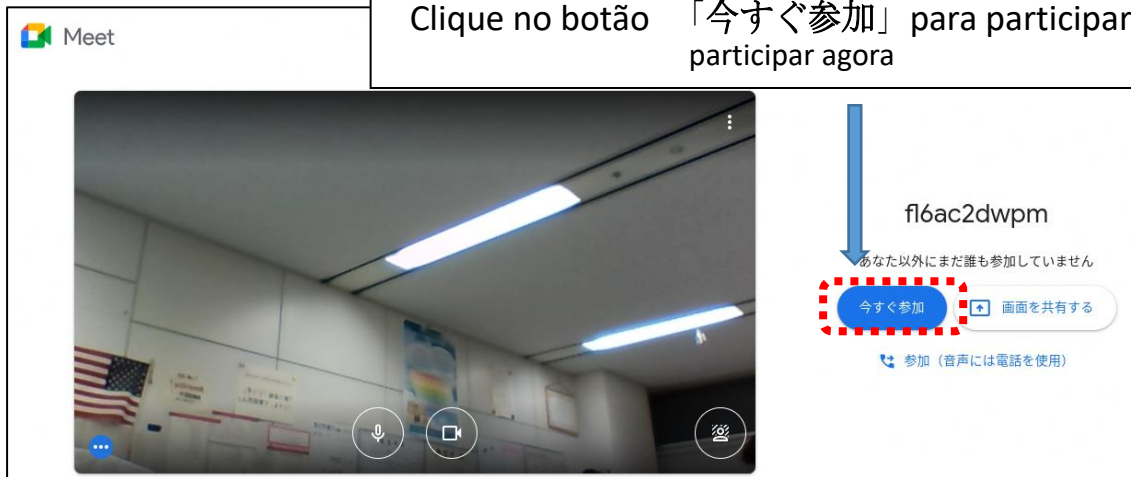 Meet
Clique no botão 「今すぐ参加」para participar
participar agora
fl6ac2dwpm
あなた以外にまだ誰も参加していません
今すぐ参加
画面を共有する
参加（音声には電話を使用）